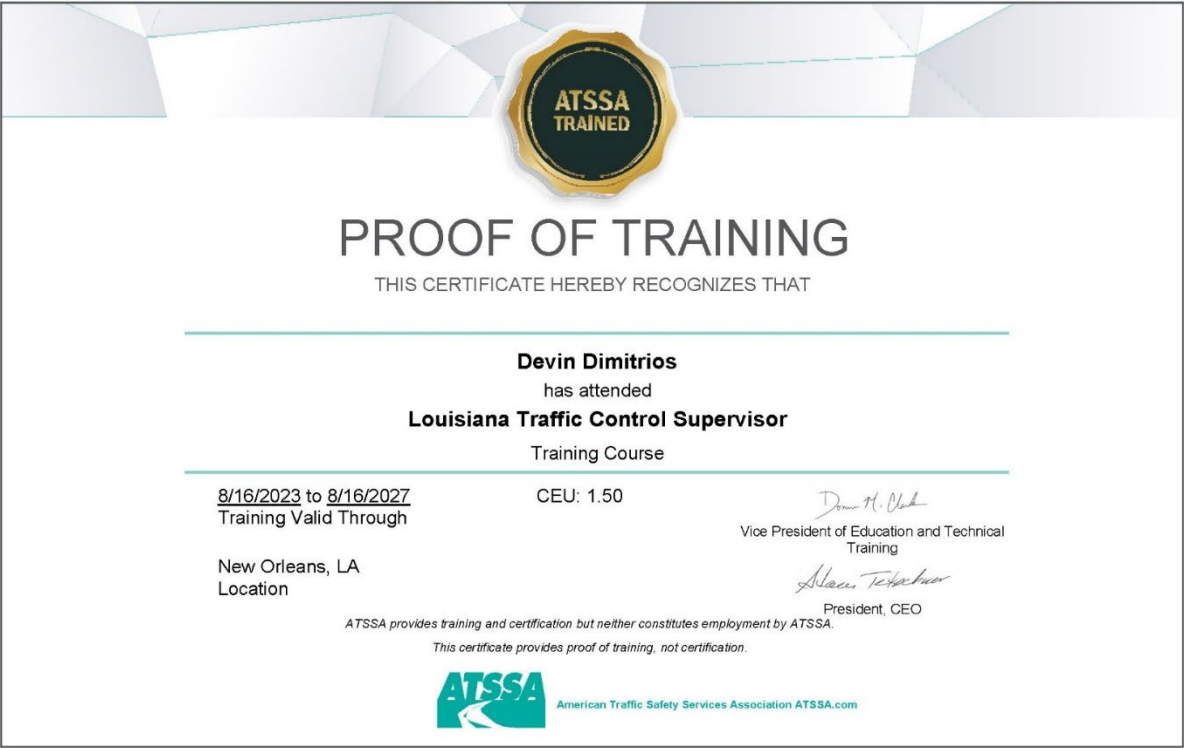 ATSSA
TRAINED
PROOF OF TRAINING
THIS CERTIFICATE HEREBY RECOGNIZES THAT
Devin Dimitrios
has attended
Louisiana Traffic Control Supervisor
Training Course
8/16/2023 to 8/16/2027
Training Valid Through
CEU: 1.50
New Orleans, LA
Location
Donna M. Clark
Vice President of Education and Technical
Training
President, CEO
ATSSA provides training and certification but neither constitutes employment by ATSSA.
This certificate provides proof of training, not certification.
ATSSA
American Traffic Safety Services Association ATSSA.com